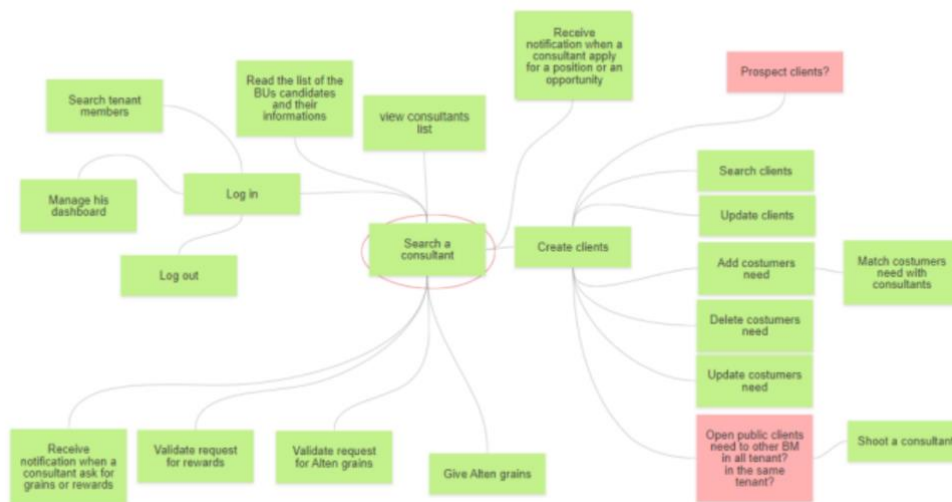 Receive
notification when a
consultant apply
for a position or an
opportunity
Prospect clients?
Read the list of the
BUs candidates
and their
informations
Search tenant
members
view consultants
list
Search clients
Manage his
dashboard
Log in
Update clients
Search a
consultant
Create clients
Add costumers
need
Match costumers
need with
consultants
Log out
Delete costumers
need
Update costumers
need
Receive
notification when a
consultant ask for
grains or rewards
Validate request
for rewards
Validate request
for Alten grains
Give Alten grains
Open public clients
need to other BM
in all tenant?
in the same
tenant?
Shoot a consultant